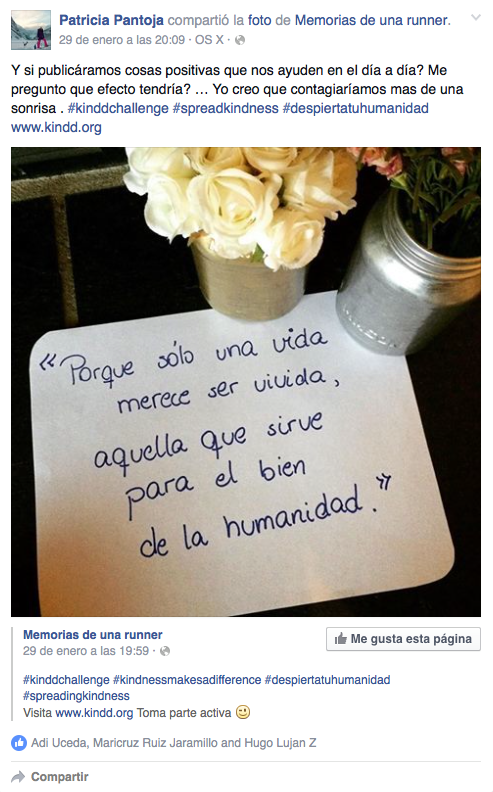 Patricia Pantoja compartió la foto de Memorias de una runner.
29 de enero a las 20:09 · OS X ·
Y si publicáramos cosas positivas que nos ayuden en el día a día? Me
pregunto que efecto tendría? ... Yo creo que contagiaríamos mas de una
sonrisa . #kinddchallenge #spreadkindness #despiertatuhumanidad
www.kindd.org
“Porque sólo una vida
merece ser vivida,
aquella que sirve
para el bien
de la humanidad.”
Memorias de una runner
29 de enero a las 19:59 ·
Me gusta esta página
#kinddchallenge #kindnessmakesadifference #despiertatuhumanidad
#spreadingkindness
Visita www.kindd.org Toma parte activa 😉
Adi Uceda, Maricruz Ruiz Jaramillo and Hugo Lujan Z
Compartir